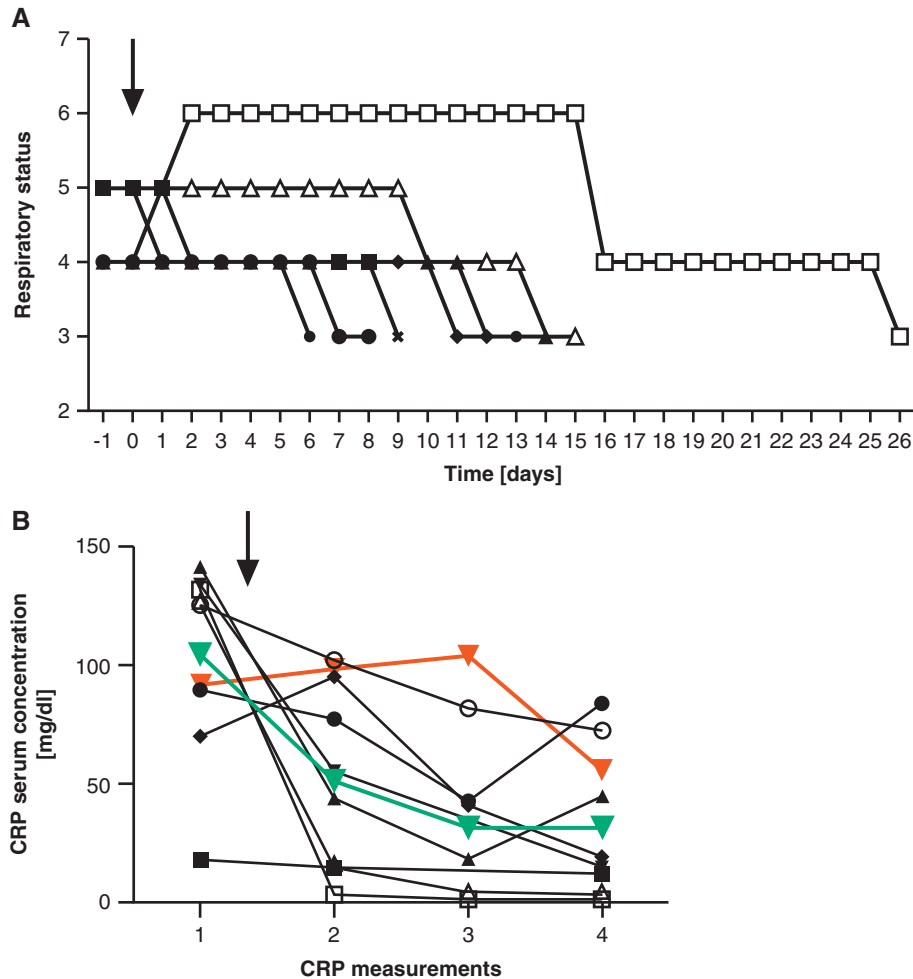 A
7
6
5
4
3
2
Respiratory status
-1 0 1 2 3 4 5 6 7 8 9 10 11 12 13 14 15 16 17 18 19 20 21 22 23 24 25 26
Time [days]
B
150
100
50
0
CRP serum concentration
[mg/dl]
1 2 3 4
CRP measurements